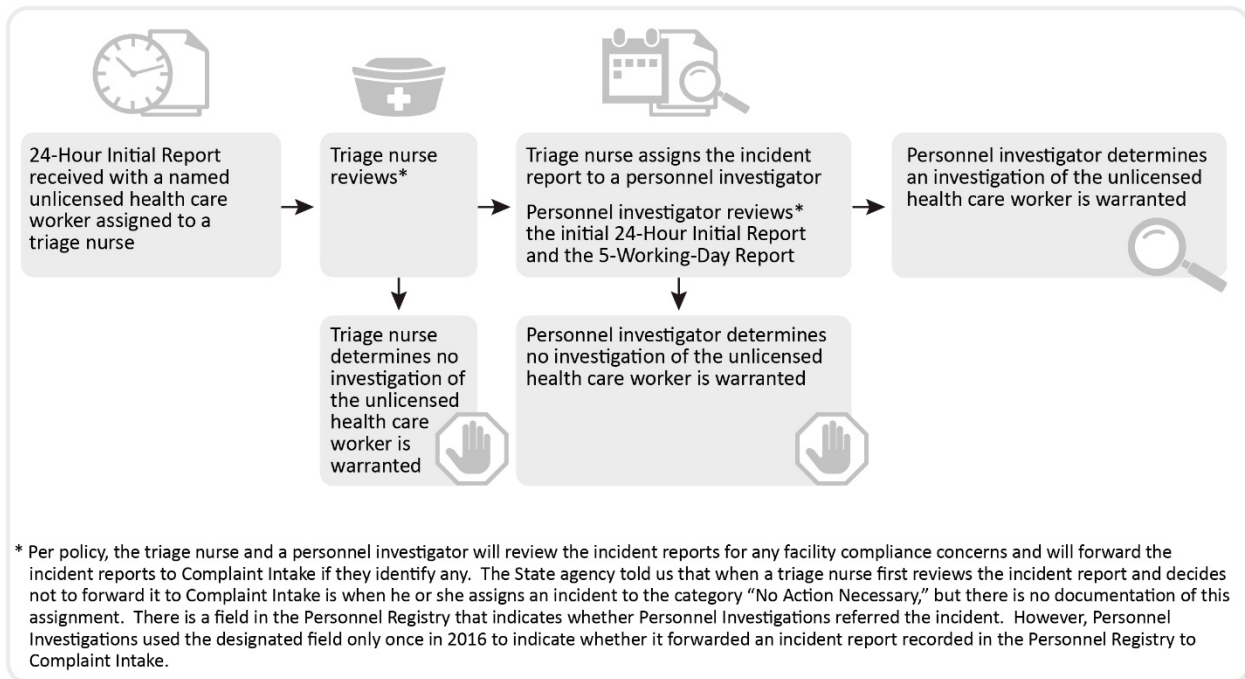 24-Hour Initial Report
received with a named
unlicensed health care
worker assigned to a
triage nurse
Triage nurse
reviews*
Triage nurse assigns the incident
report to a personnel investigator
Personnel investigator reviews*
the initial 24-Hour Initial Report
and the 5-Working-Day Report
Personnel investigator determines
an investigation of the unlicensed
health care worker is warranted
Triage nurse
determines no
investigation of
the unlicensed
health care
worker is
warranted
Personnel investigator determines
no investigation of the unlicensed
health care worker is warranted
* Per policy, the triage nurse and a personnel investigator will review the incident reports for any facility compliance concerns and will forward the
incident reports to Complaint Intake if they identify any. The State agency told us that when a triage nurse first reviews the incident report and decides
not to forward it to Complaint Intake is when he or she assigns an incident to the category “No Action Necessary,” but there is no documentation of this
assignment. There is a field in the Personnel Registry that indicates whether Personnel Investigations referred the incident. However, Personnel
Investigations used the designated field only once in 2016 to indicate whether it forwarded an incident report recorded in the Personnel Registry to
Complaint Intake.